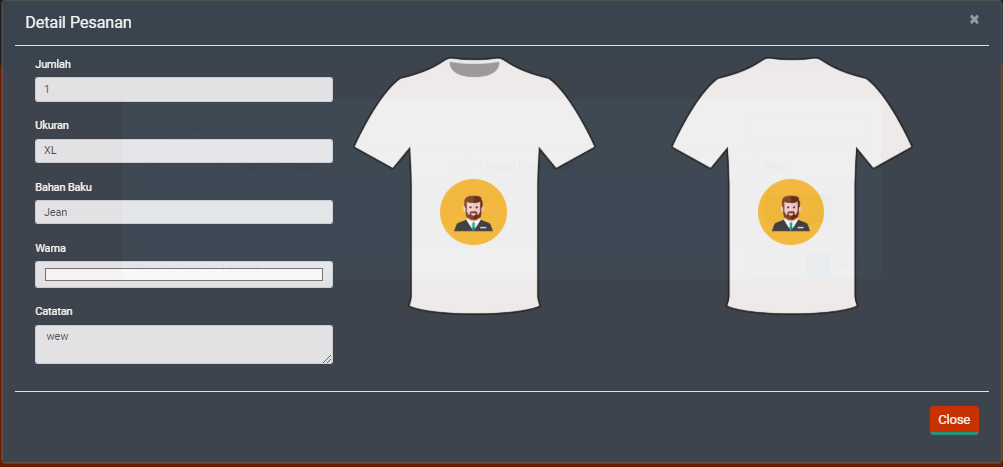 Detail Pesanan
Jumlah
1
Ukuran
XL
Bahan Baku
Jean
Warna
Catatan
wew
Close